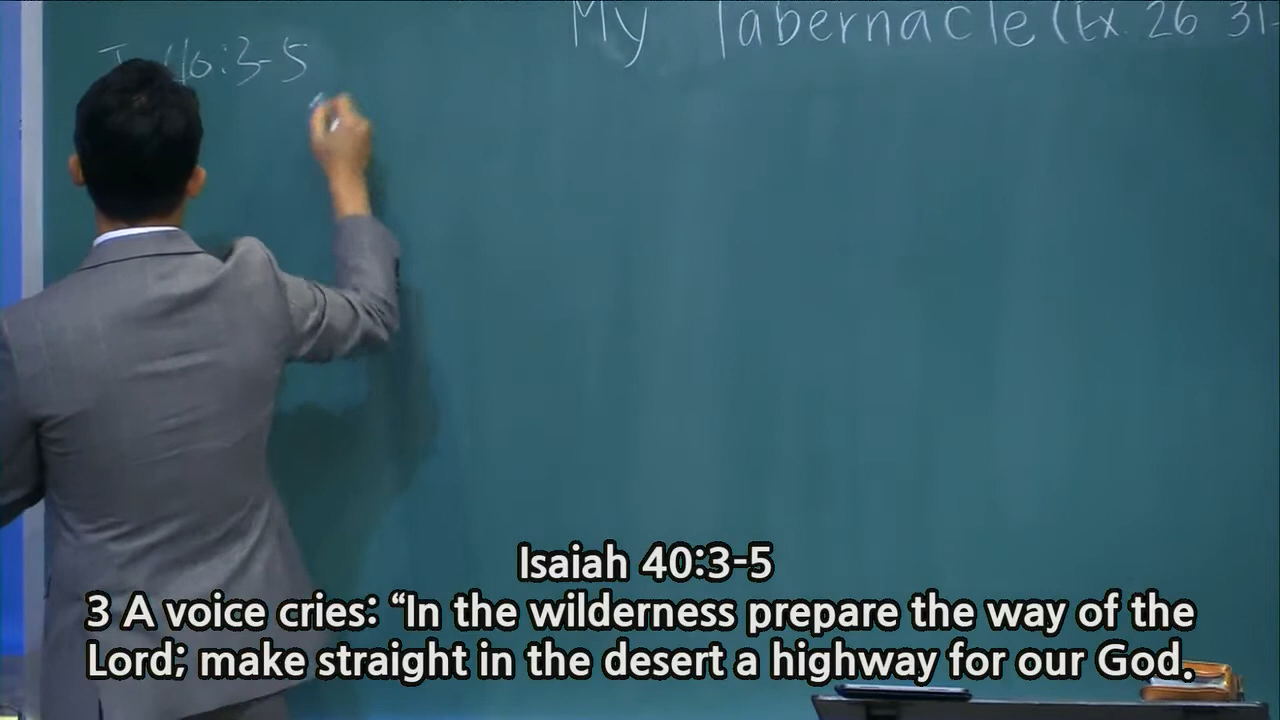 My Tabernacle (Ex. 26 31-
40:3-5
Isaiah 40:3-5
3 A voice cries: “In the wilderness prepare the way of the
Lord; make straight in the desert a highway for our God.